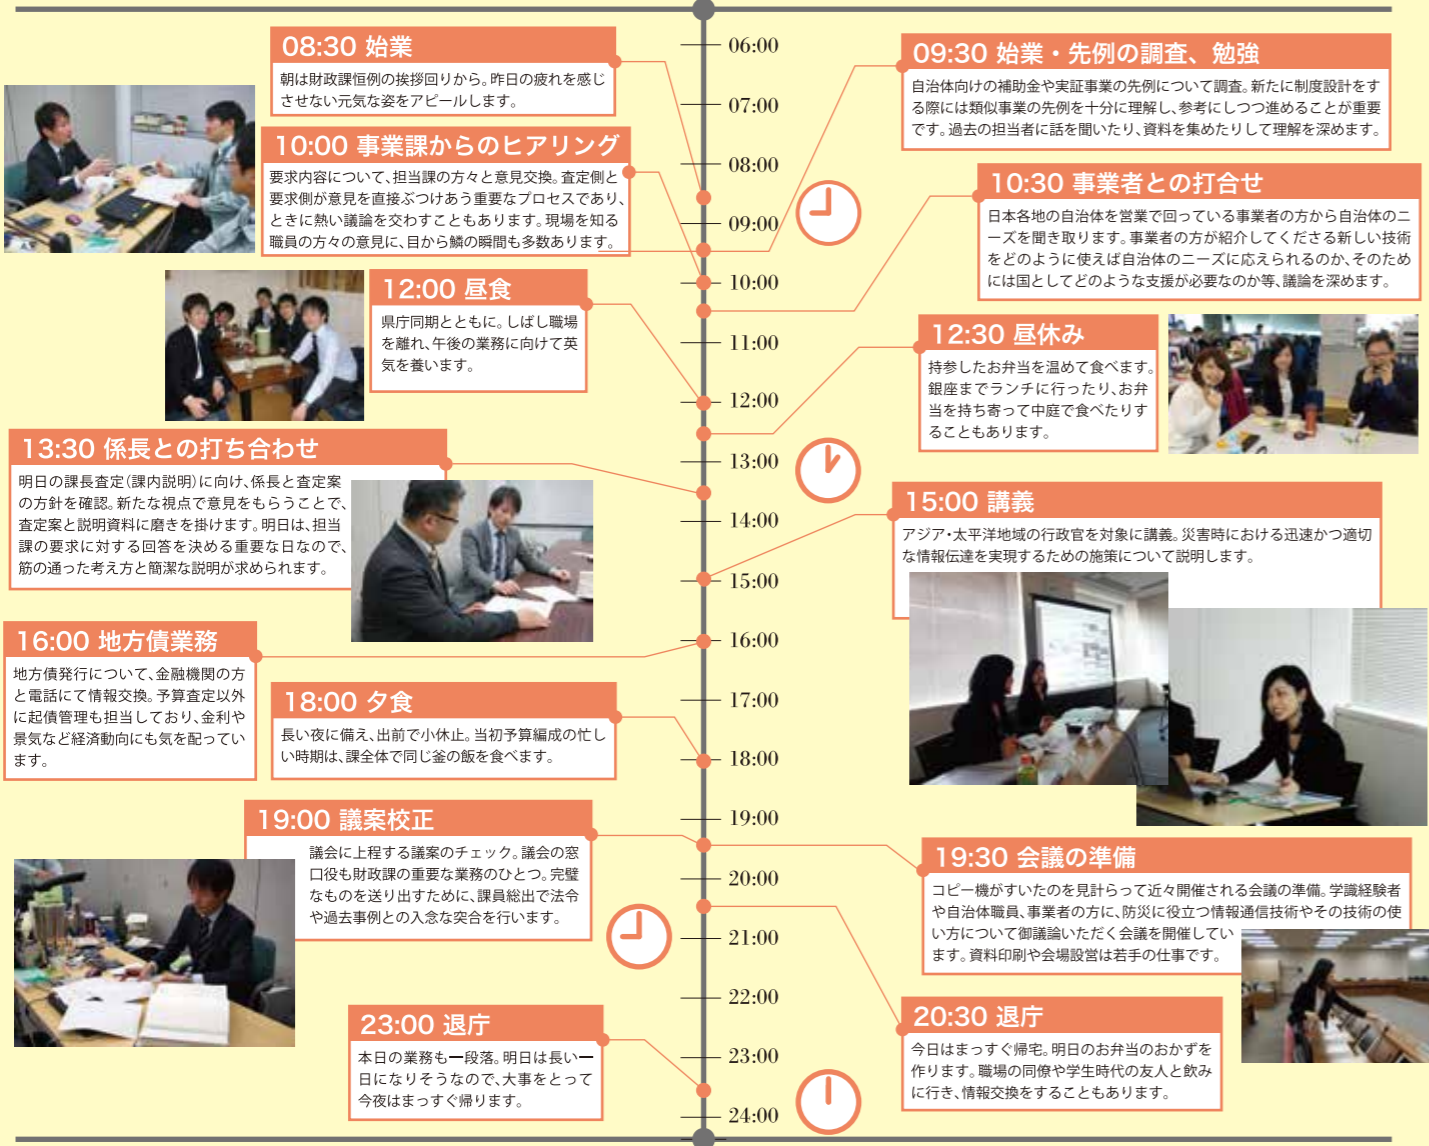 08:30 始業
朝は財政課恒例の挨拶回りから。昨日の疲れを感じ
させない元気な姿をアピールします。
10:00 事業課からのヒアリング
要求内容について、担当課の方々と意見交換。査定側と
要求側が意見を直接ぶつけあう重要なプロセスであり、
ときに熱い議論を交わすこともあります。現場を知る
職員の方々の意見に、目から鱗の瞬間も多数あります。
12:00 昼食
県庁同期とともに。しばし職場
を離れ、午後の業務に向けて英
気を養います。
13:30 係長との打ち合わせ
明日の課長査定(課内説明)に向け、係長と査定案
の方針を確認。新たな視点で意見をもらうことで、
査定案と説明資料に磨きを掛けます。明日は、担当
課の要求に対する回答を決める重要な日なので、
筋の通った考え方と簡潔な説明が求められます。
16:00 地方債業務
地方債発行について、金融機関の方
と電話にて情報交換。予算査定以外
に起債管理も担当しており、金利や
景気など経済動向にも気を配ってい
ます。
18:00 夕食
長い夜に備え、出前で小休止。当初予算編成の忙し
い時期は、課全体で同じ釜の飯を食べます。
19:00 議案校正
議会に上程する議案のチェック。議会の窓
口役も財政課の重要な業務のひとつ。完璧
なものを送り出すために、課員総出で法令
や過去事例との入念な突合を行います。
23:00 退庁
本日の業務も一段落。明日は長い一
日になりそうなので、大事をとって
今夜はまっすぐ帰ります。
06:00
07:00
08:00
09:00
10:00
11:00
12:00
13:00
14:00
15:00
16:00
17:00
18:00
19:00
20:00
21:00
22:00
23:00
24:00
09:30 始業・先例の調査、勉強
自治体向けの補助金や実証事業の先例について調査。新たに制度設計をす
る際には類似事業の先例を十分に理解し、参考にしつつ進めることが重要
です。過去の担当者に話を聞いたり、資料を集めたりして理解を深めます。
10:30 事業者との打合せ
日本各地の自治体を営業で回っている事業者の方から自治体のニ
ーズを聞き取ります。事業者の方が紹介してくださる新しい技術
をどのように使えば自治体のニーズに応えられるのか、そのため
には国としてどのような支援が必要なのか等、議論を深めます。
12:30 昼休み
持参したお弁当を温めて食べます。
銀座までランチに行ったり、お弁
当を持ち寄って中庭で食べたりす
ることもあります。
15:00 講義
アジア・太平洋地域の行政官を対象に講義。災害時における迅速かつ適切
な情報伝達を実現するための施策について説明します。
19:30 会議の準備
コピー機がすいたのを見計らって近々開催される会議の準備。学識経験者
や自治体職員、事業者の方に、防災に役立つ情報通信技術やその技術の使
い方について御議論いただく会議を開催してい
ます。資料印刷や会場設営は若手の仕事です。
20:30 退庁
今日はまっすぐ帰宅。明日のお弁当のおかずを
作ります。職場の同僚や学生時代の友人と飲み
に行き、情報交換をすることもあります。